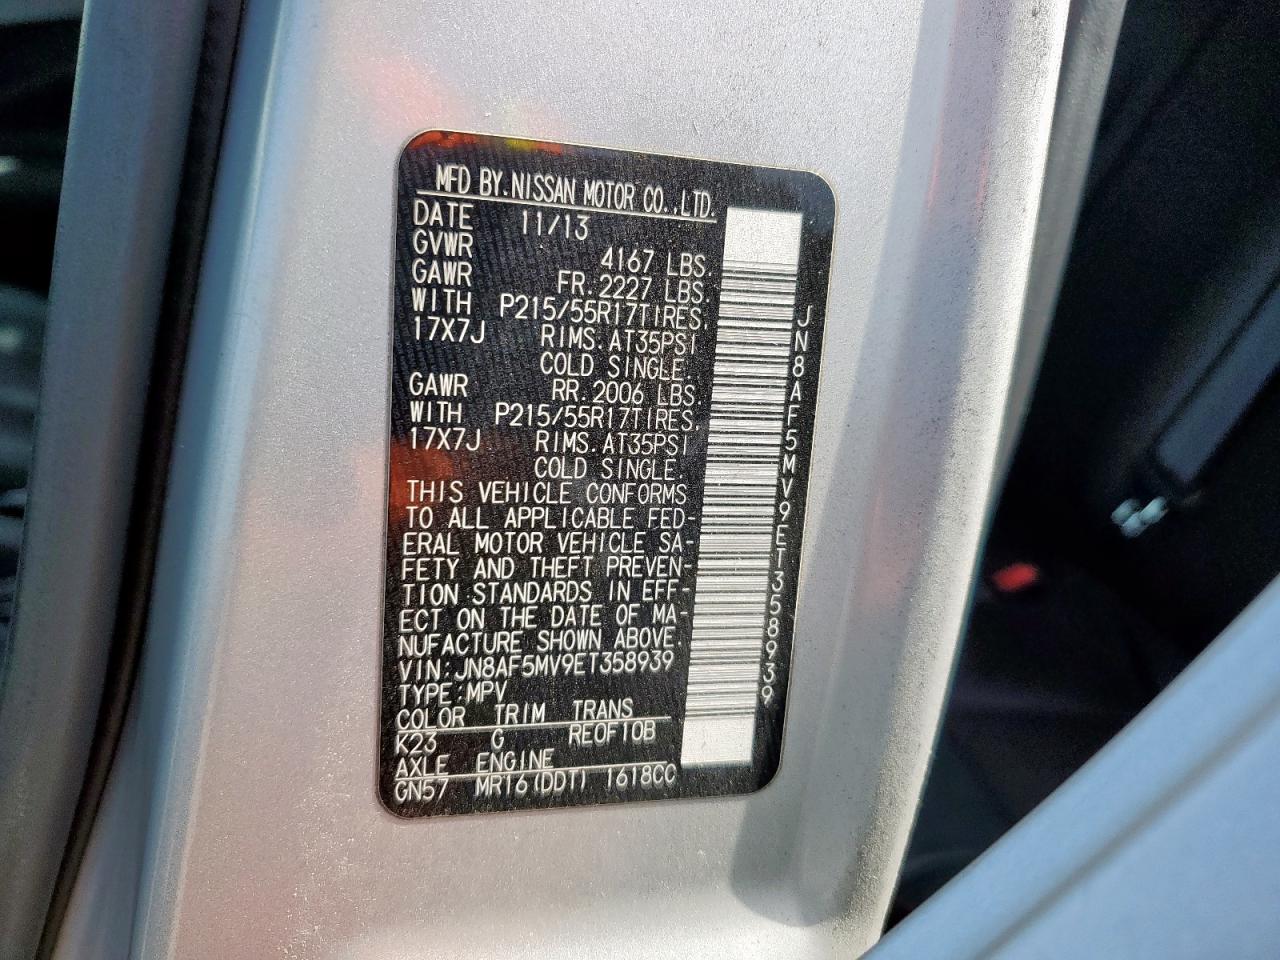 MFD BY.NISSAN MOTOR CO.,LTD.
DATE 11/13
GVWR 4167 LBS.
GAWR FR.2227 LBS.
WITH P215/55R17TIRES.
17X7J RIMS.AT35PSI
COLD SINGLE.
GAWR RR.2006 LBS.
WITH P215/55R17TIRES.
17X7J RIMS.AT35PSI
COLD SINGLE.
THIS VEHICLE CONFORMS
TO ALL APPLICABLE FED-
ERAL MOTOR VEHICLE SA-
FETY AND THEFT PREVEN-
TION STANDARDS IN EFF-
ECT ON THE DATE OF MA-
NUFACTURE SHOWN ABOVE.
VIN:JN8AF5MV9ET358939
TYPE:MPV
COLOR TRIM TRANS
K23 G RE0F10B
AXLE ENGINE
GN57 MR16(DDT) 1618CC
JN8AF5MV9ET358939